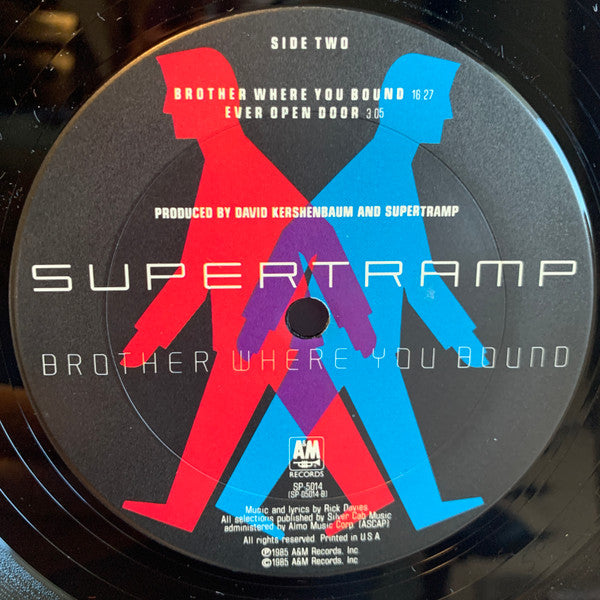 SIDE TWO
BROTHER WHERE YOU BOUND 16:27
EVER OPEN DOOR 3.05
PRODUCED BY DAVID KERSHENBAUM AND SUPERTRAMP
SUPERTRAMP
BROTHER WHERE YOU BOUND
A&M
RECORDS
SP-5014
(SP-05014-B)
Music and lyrics by Rick Davies
All selections published by Silver Cab Music
administered by Almo Music Corp. (ASCAP)
All rights reserved. Printed in U.S.A
℗1985 A&M Records, Inc
©1985 A&M Records, Inc